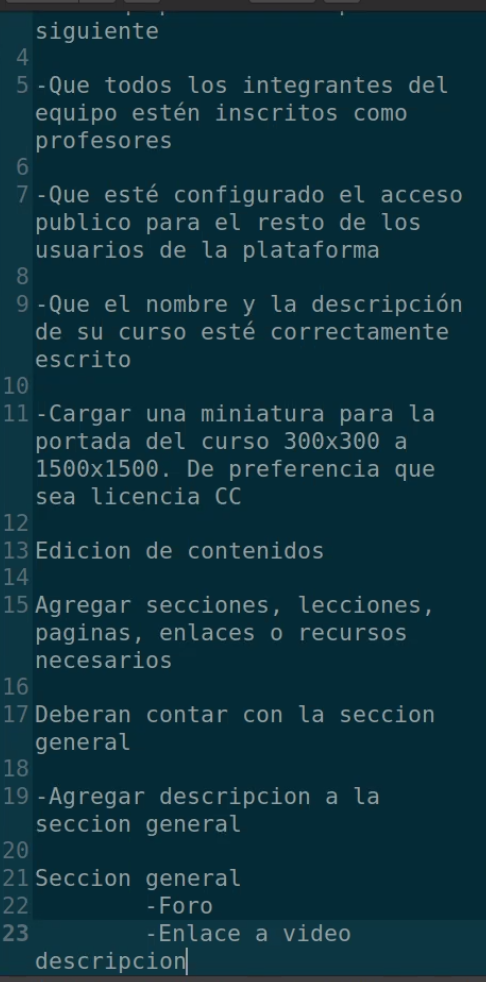 siguiente
4
5 -Que todos los integrantes del
equipo estén inscritos como
profesores
6
7 -Que esté configurado el acceso
publico para el resto de los
usuarios de la plataforma
8
9 -Que el nombre y la descripción
de su curso esté correctamente
escrito
10
11 -Cargar una miniatura para la
portada del curso 300x300 a
1500x1500. De preferencia que
sea licencia CC
12
13 Edicion de contenidos
14
15 Agregar secciones, lecciones,
paginas, enlaces o recursos
necesarios
16
17 Deberan contar con la seccion
general
18
19 -Agregar descripcion a la
seccion general
20
21 Seccion general
22 -Foro
23 -Enlace a video
descripcion